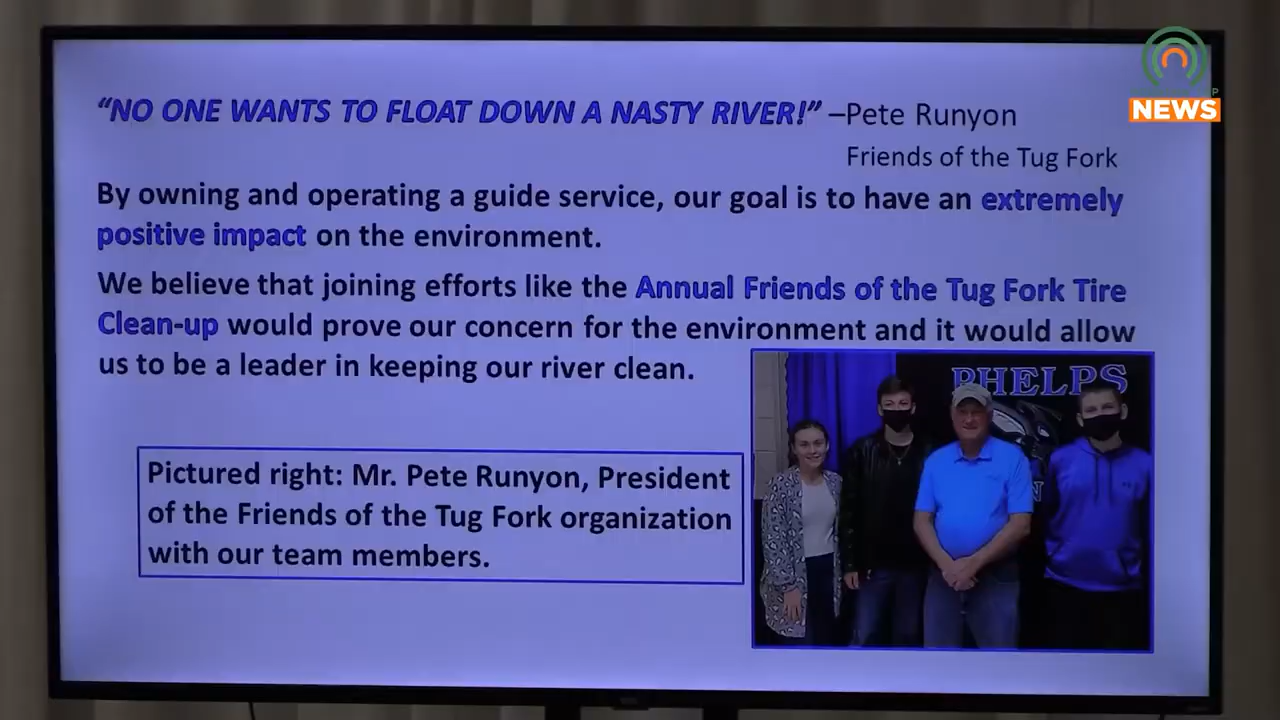 “NO ONE WANTS TO FLOAT DOWN A NASTY RIVER!” –Pete Runyon
Friends of the Tug Fork
By owning and operating a guide service, our goal is to have an extremely
positive impact on the environment.
We believe that joining efforts like the Annual Friends of the Tug Fork Tire
Clean-up would prove our concern for the environment and it would allow
us to be a leader in keeping our river clean.
Pictured right: Mr. Pete Runyon, President
of the Friends of the Tug Fork organization
with our team members.
PHELPS
NEWS